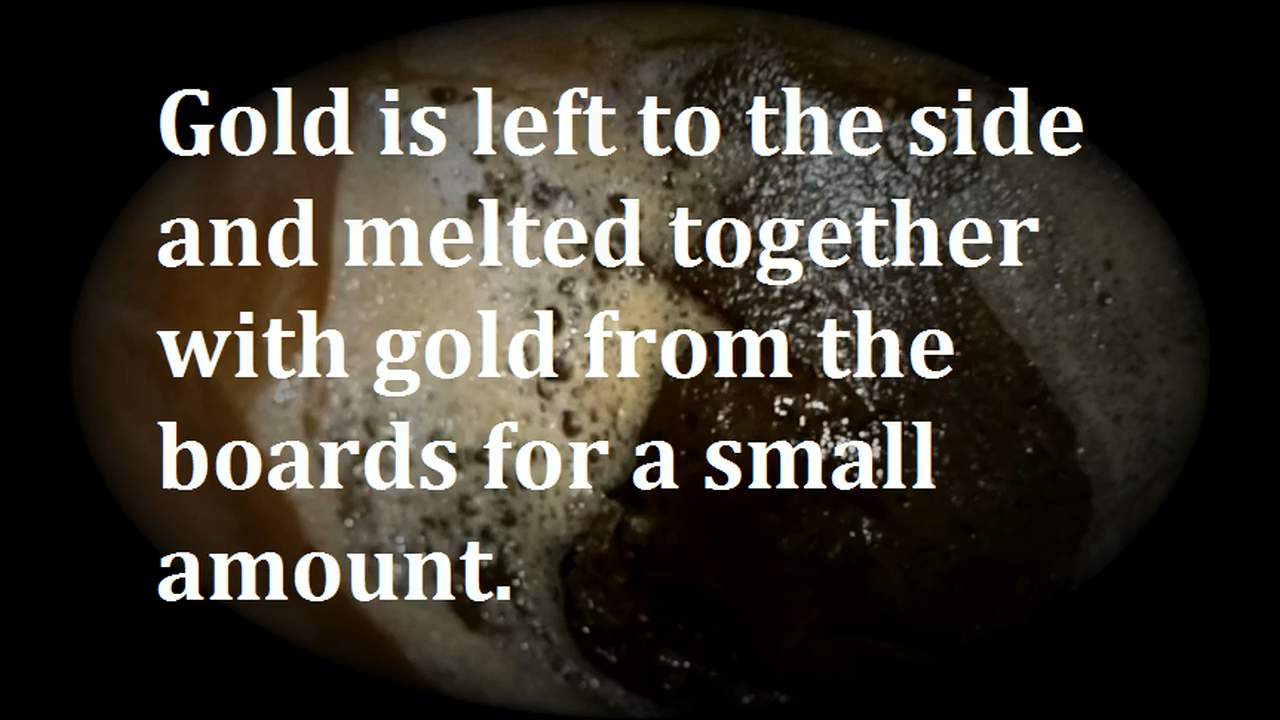 Gold is left to the side
and melted together
with gold from the
boards for a small
amount.